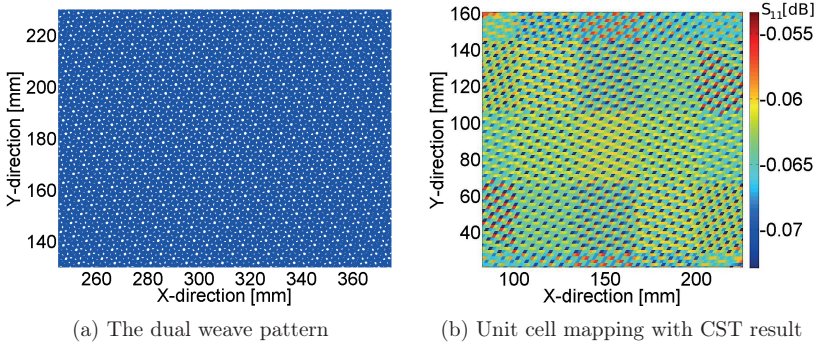 S11[dB]
220
200
180
160
140
Y-direction [mm]
260 280 300 320 340 360
X-direction [mm]
160
140
120
100
80
60
40
Y-direction [mm]
100 150 200
X-direction [mm]
-0.055
-0.06
-0.065
-0.07
(a) The dual weave pattern
(b) Unit cell mapping with CST result